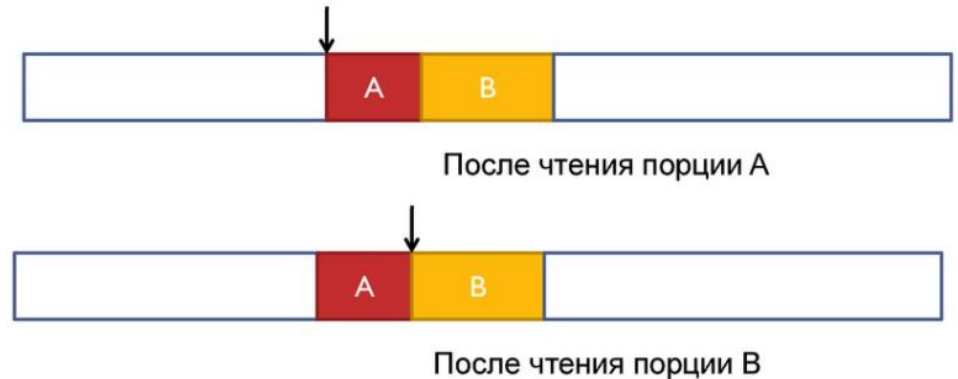 A B
После чтения порции А
A B
После чтения порции В